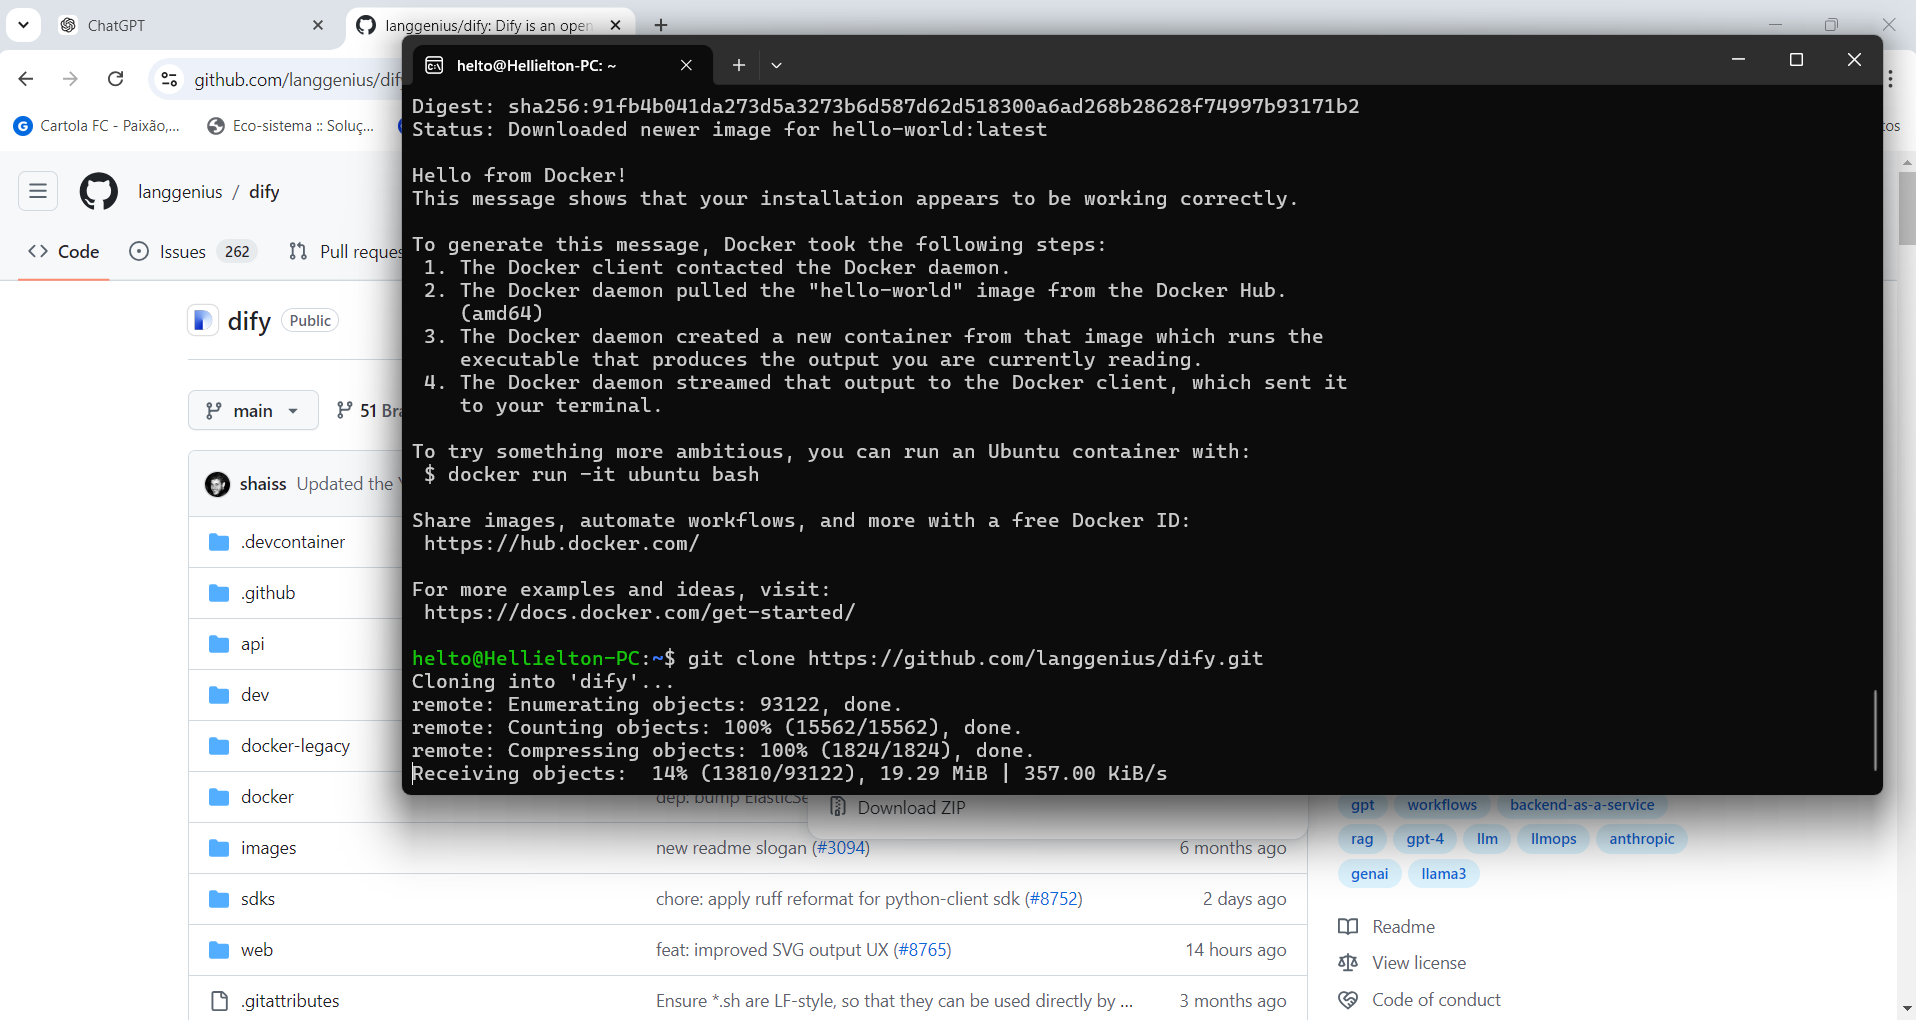 ChatGPT
langgenius/dify: Dify is an open
github.com/langgenius/dify
Cartola FC - Paixão,...
Eco-sistema :: Soluç...
langgenius / dify
Code
Issues 262
Pull reques
dify Public
main
51 Bra
shaiss Updated the
.devcontainer
.github
api
dev
docker-legacy
docker
images
new readme slogan (#3094)
6 months ago
sdks
chore: apply ruff reformat for python-client sdk (#8752)
2 days ago
web
feat: improved SVG output UX (#8765)
14 hours ago
.gitattributes
Ensure *.sh are LF-style, so that they can be used directly by ...
3 months ago
helto@Hellielton-PC: ~
Digest: sha256:91fb4b041da273d5a3273b6d587d62d518300a6ad268b28628f74997b93171b2
Status: Downloaded newer image for hello-world:latest
Hello from Docker!
This message shows that your installation appears to be working correctly.
To generate this message, Docker took the following steps:
1. The Docker client contacted the Docker daemon.
2. The Docker daemon pulled the "hello-world" image from the Docker Hub.
(amd64)
3. The Docker daemon created a new container from that image which runs the
executable that produces the output you are currently reading.
4. The Docker daemon streamed that output to the Docker client, which sent it
to your terminal.
To try something more ambitious, you can run an Ubuntu container with:
$ docker run -it ubuntu bash
Share images, automate workflows, and more with a free Docker ID:
https://hub.docker.com/
For more examples and ideas, visit:
https://docs.docker.com/get-started/
helto@Hellielton-PC:~$ git clone https://github.com/langgenius/dify.git
Cloning into 'dify'...
remote: Enumerating objects: 93122, done.
remote: Counting objects: 100% (15562/15562), done.
remote: Compressing objects: 100% (1824/1824), done.
Receiving objects:  14% (13810/93122), 19.29 MiB | 357.00 KiB/s
dep: bump ElasticSe
Download ZIP
gpt workflows backend-as-a-service
rag gpt-4 llm llmops anthropic
genai llama3
Readme
View license
Code of conduct